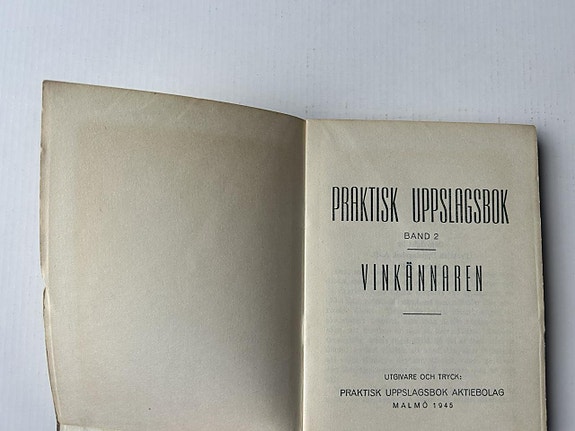 PRAKTISK UPPSLAGSBOK
BAND 2
VINKÄNNAREN
UTGIVARE OCH TRYCK:
PRAKTISK UPPSLAGSBOK AKTIEBOLAG
MALMÖ 1945